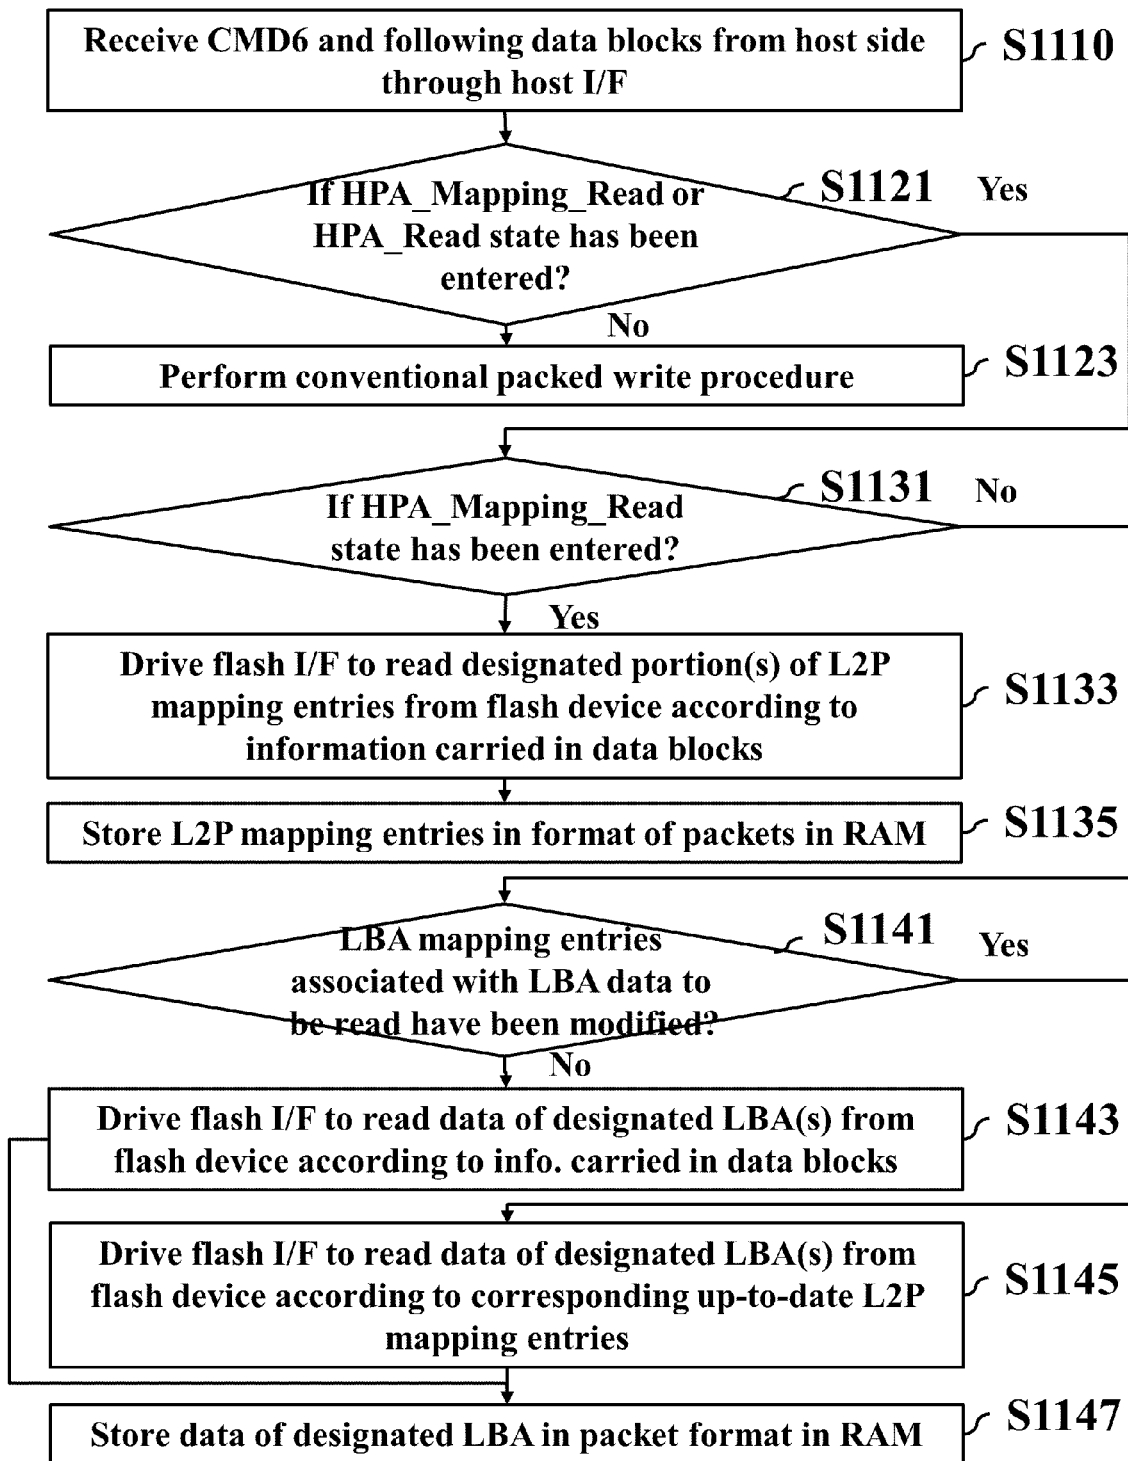 Receive CMD6 and following data blocks from host side
through host I/F
S1110
If HPA_Mapping_Read or
HPA_Read state has been
entered?
S1121
Yes
No
Perform conventional packed write procedure
S1123
If HPA_Mapping_Read
state has been entered?
S1131
No
Yes
Drive flash I/F to read designated portion(s) of L2P
mapping entries from flash device according to
information carried in data blocks
S1133
Store L2P mapping entries in format of packets in RAM
S1135
LBA mapping entries
associated with LBA data to
be read have been modified?
S1141
Yes
No
Drive flash I/F to read data of designated LBA(s) from
flash device according to info. carried in data blocks
S1143
Drive flash I/F to read data of designated LBA(s) from
flash device according to corresponding up-to-date L2P
mapping entries
S1145
Store data of designated LBA in packet format in RAM
S1147